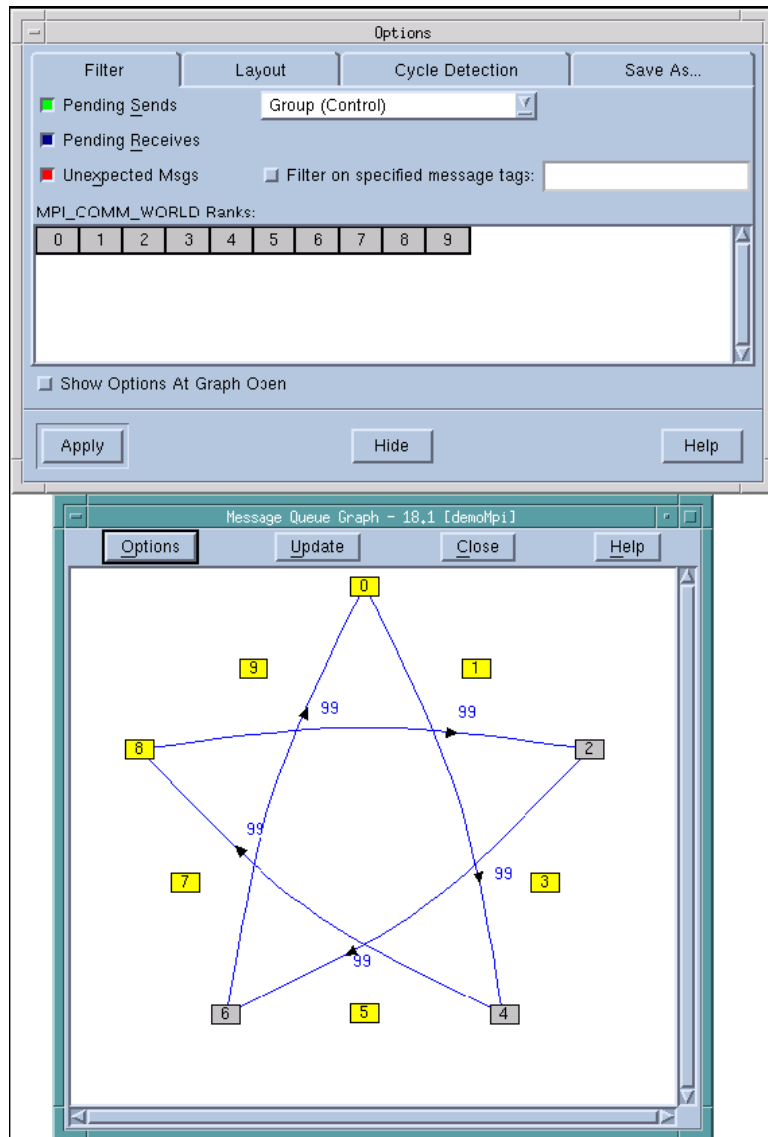 Options
Filter Layout Cycle Detection Save As...
Pending Sends Group (Control)
Pending Receives
Unexpected Msgs Filter on specified message tags:
MPI_COMM_WORLD Ranks:
0 1 2 3 4 5 6 7 8 9
Show Options At Graph Open
Apply Hide Help
Message Queue Graph - 18.1 [demoMpi]
Options Update Close Help
0
9 1
99 99
8 2
99
99
7 3
99
6 5 4